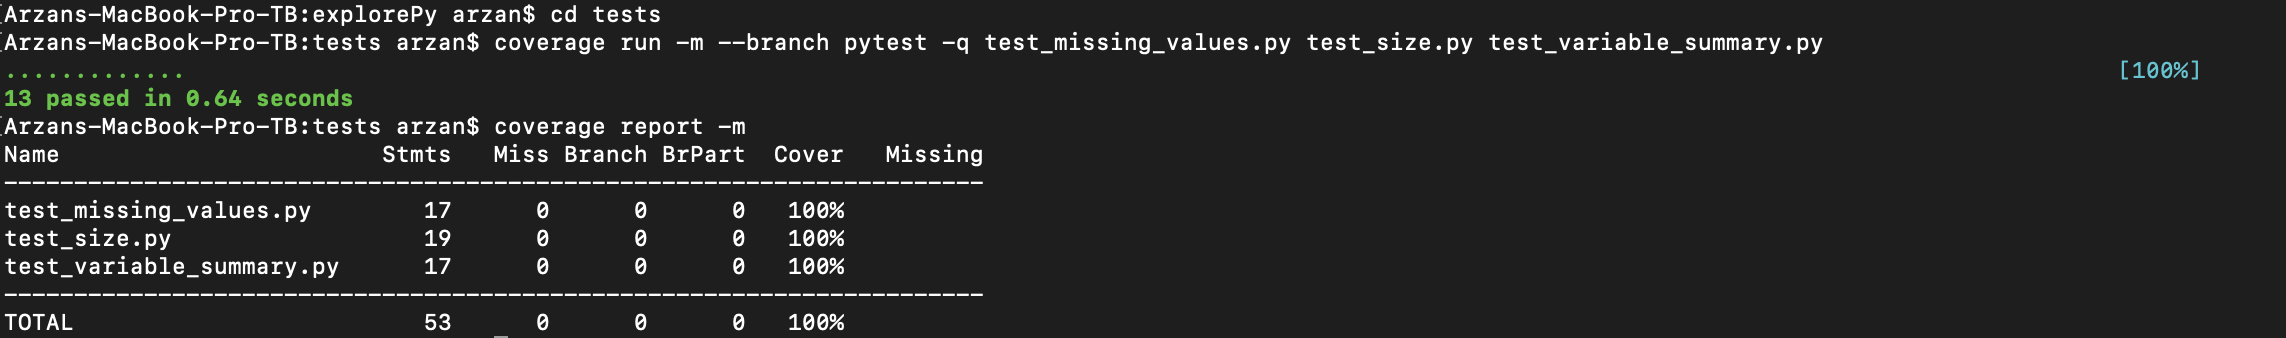 [Arzans-MacBook-Pro-TB:explorePy arzan$ cd tests
[Arzans-MacBook-Pro-TB:tests arzan$ coverage run -m --branch pytest -q test_missing_values.py test_size.py test_variable_summary.py
............. [100%]
13 passed in 0.64 seconds
[Arzans-MacBook-Pro-TB:tests arzan$ coverage report -m
Name Stmts Miss Branch BrPart Cover Missing
----------------------------------------------------------------------
test_missing_values.py 17 0 0 0 100%
test_size.py 19 0 0 0 100%
test_variable_summary.py 17 0 0 0 100%
----------------------------------------------------------------------
TOTAL 53 0 0 0 100%